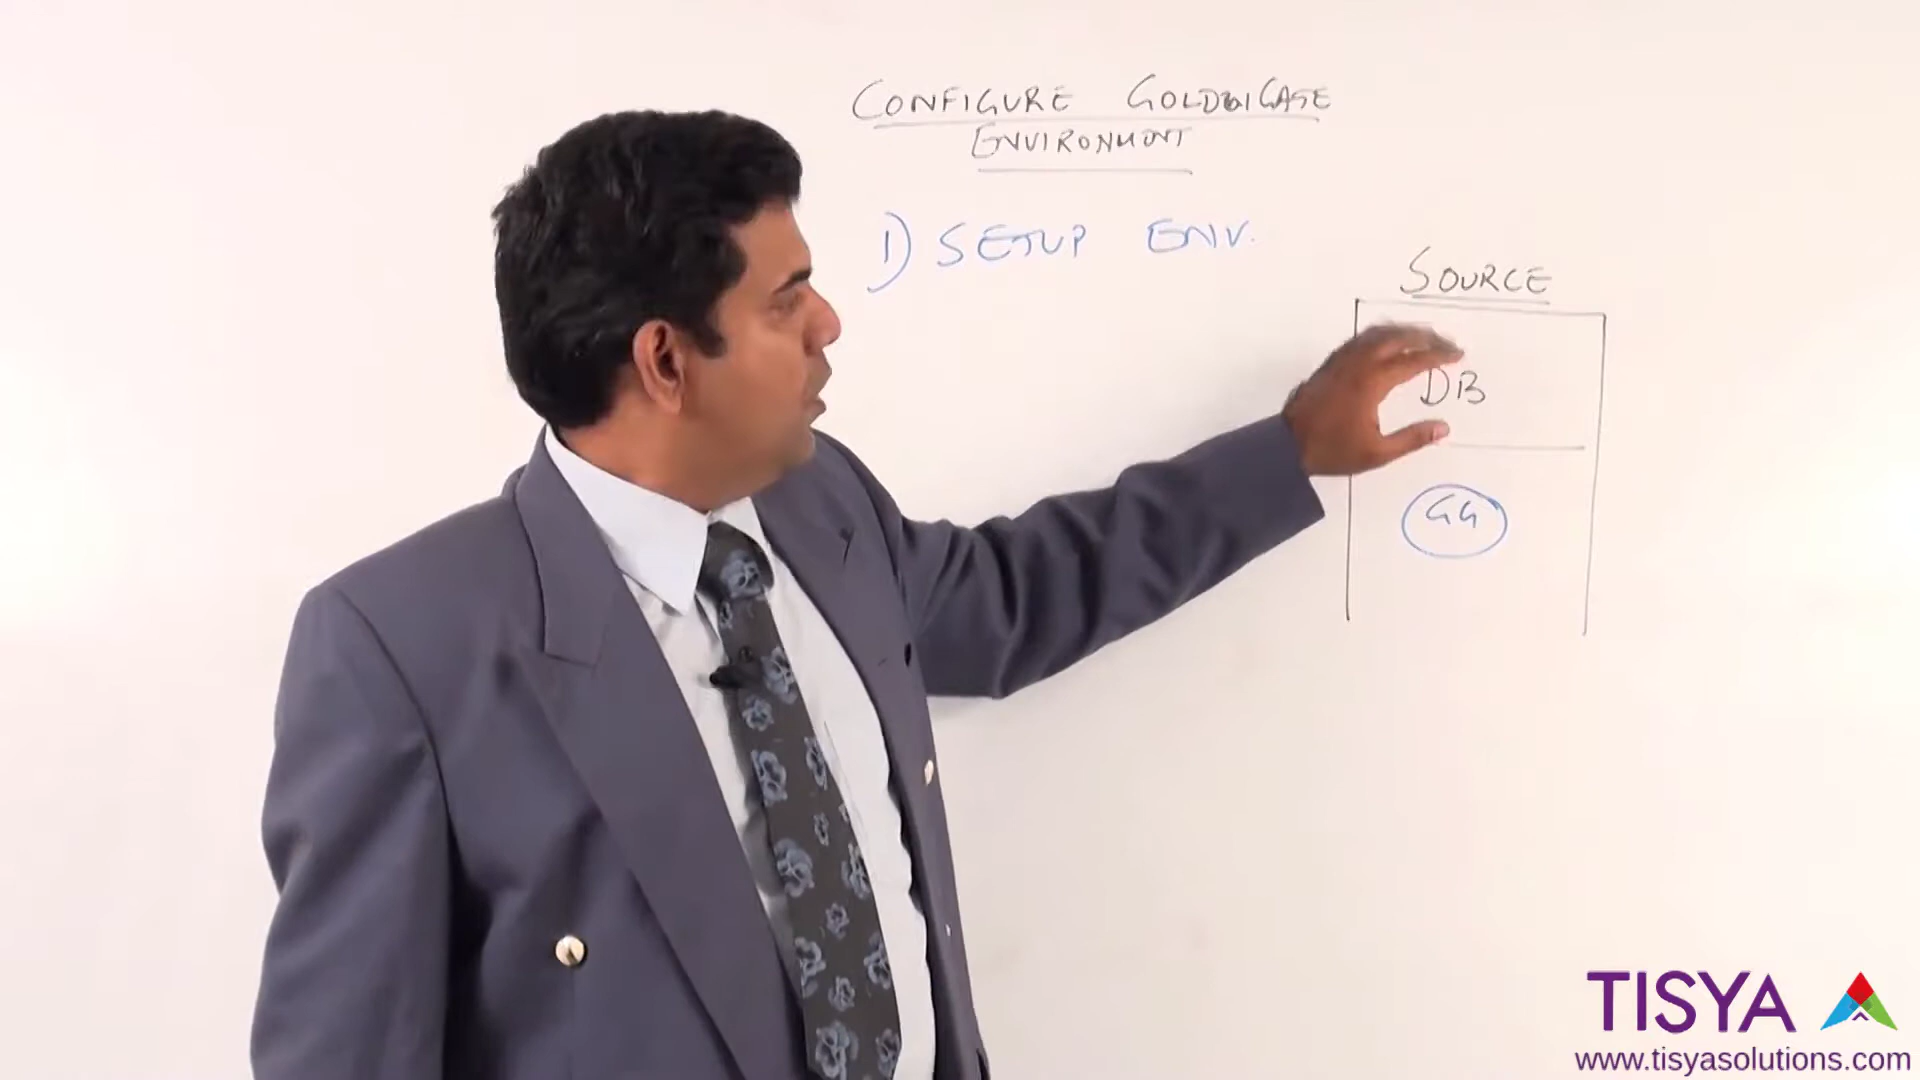 CONFIGURE GOLDENGATE
ENVIRONMENT
1) SETUP ENV.
SOURCE
DB
GG
TISYA
www.tisyasolutions.com